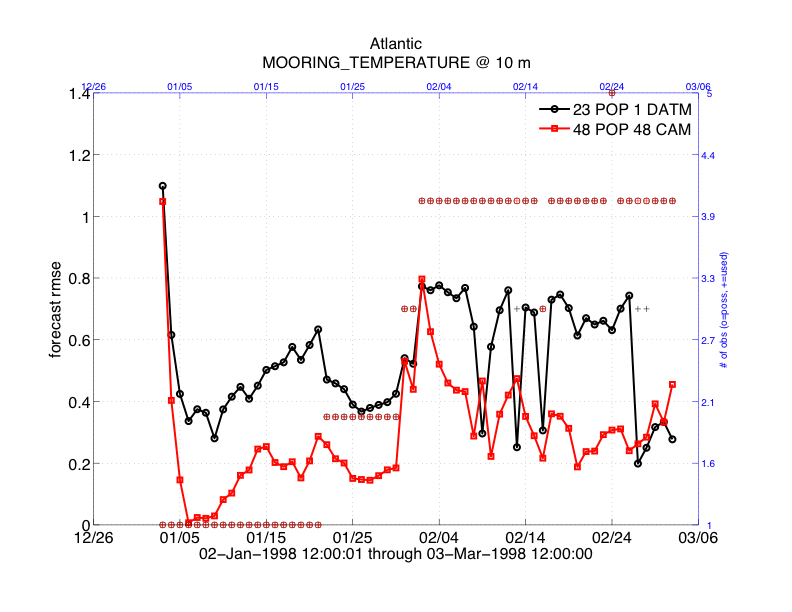 Atlantic
MOORING_TEMPERATURE @ 10 m
12/26 01/05 01/15 01/25 02/04 02/14 02/24 03/06
1.4
1.2
1
0.8
0.6
0.4
0.2
0
forecast rmse
23 POP 1 DATM
48 POP 48 CAM
5
4.4
3.9
3.3
2.7
2.1
1.6
1
# of obs (o=poss, +=used)
12/26 01/05 01/15 01/25 02/04 02/14 02/24 03/06
02-Jan-1998 12:00:01 through 03-Mar-1998 12:00:00